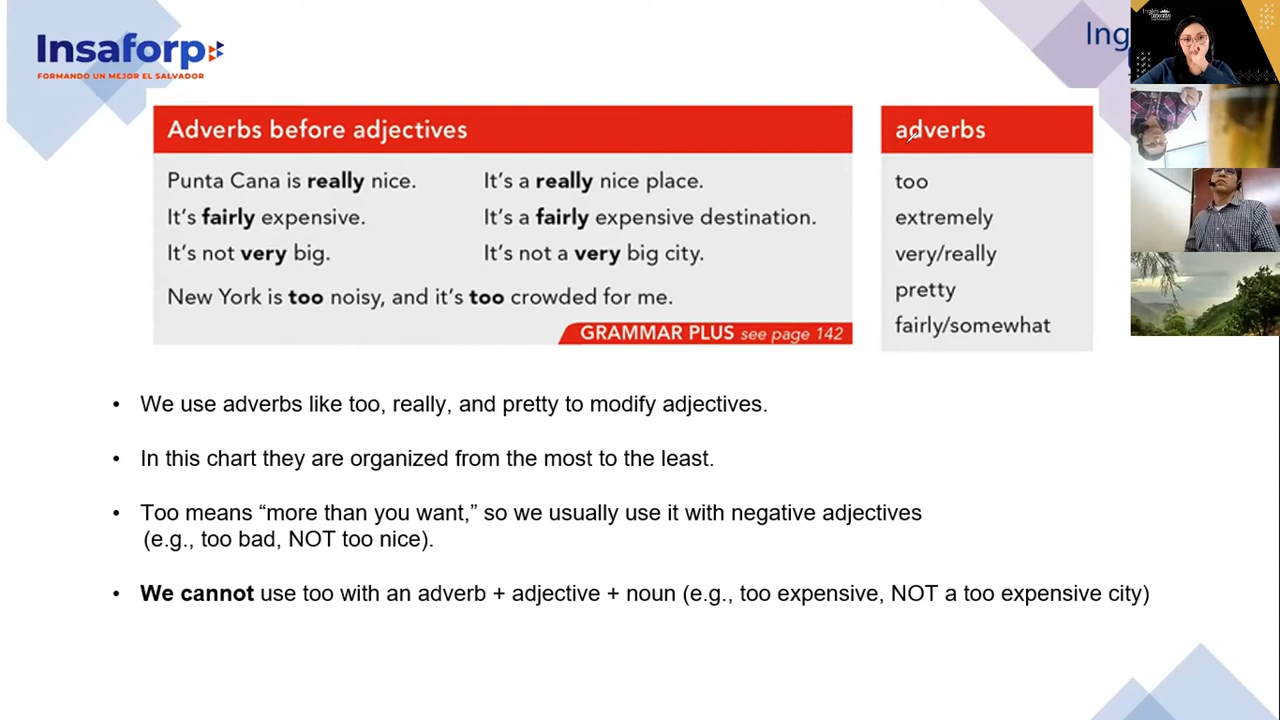 Insaforp
FORMANDO UN MEJOR EL SALVADOR
Ing
Adverbs before adjectives
Punta Cana is really nice. It's a really nice place.
It's fairly expensive. It's a fairly expensive destination.
It's not very big. It's not a very big city.
New York is too noisy, and it's too crowded for me.
GRAMMAR PLUS see page 142
adverbs
too
extremely
very/really
pretty
fairly/somewhat
• We use adverbs like too, really, and pretty to modify adjectives.
• In this chart they are organized from the most to the least.
• Too means “more than you want,” so we usually use it with negative adjectives
(e.g., too bad, NOT too nice).
• We cannot use too with an adverb + adjective + noun (e.g., too expensive, NOT a too expensive city)